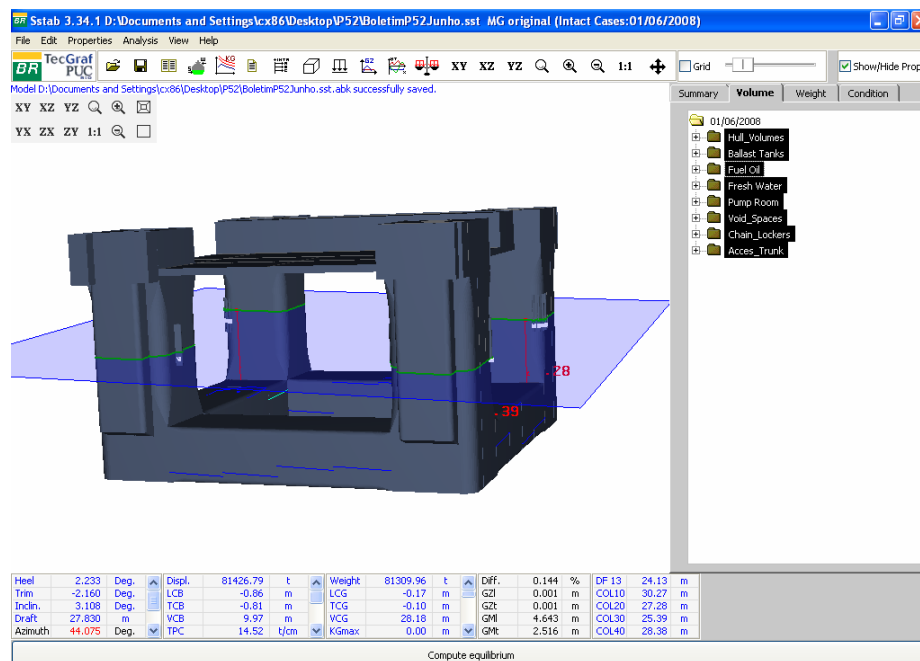 Sstab 3.34.1 D:\Documents and Settings\cx86\Desktop\P52\BoletimP52Junho.sst MG original (Intact Cases:01/06/2008)
File Edit Properties Analysis View Help
BR TecGraf PUC XY XZ YZ 1:1 Grid Show/Hide Prop
Model D:\Documents and Settings\cx86\Desktop\P52\BoletimP52Junho.sst.abk successfully saved.
Summary Volume Weight Condition
XY XZ YZ
YX ZX ZY 1:1
01/06/2008
Hull_Volumes
Ballast Tanks
Fuel Oil
Fresh Water
Pump Room
Void_Spaces
Chain_Lockers
Acces_Trunk
.28
.39
Heel 2.233 Deg. Displ. 81426.79 t Weight 81309.96 t Diff. 0.144 % DF 13 24.13 m
Trim -2.160 Deg. LCB -0.86 m LCG -0.17 m GZl 0.001 m COL10 30.27 m
Inclin. 3.108 Deg. TCB -0.81 m TCG -0.10 m GZt 0.001 m COL20 27.28 m
Draft 27.830 m VCB 9.97 m VCG 28.18 m GMl 4.643 m COL30 25.39 m
Azimuth 44.075 Deg. TPC 14.52 t/cm KGmax 0.00 m GMt 2.516 m COL40 28.38 m
Compute equilibrium